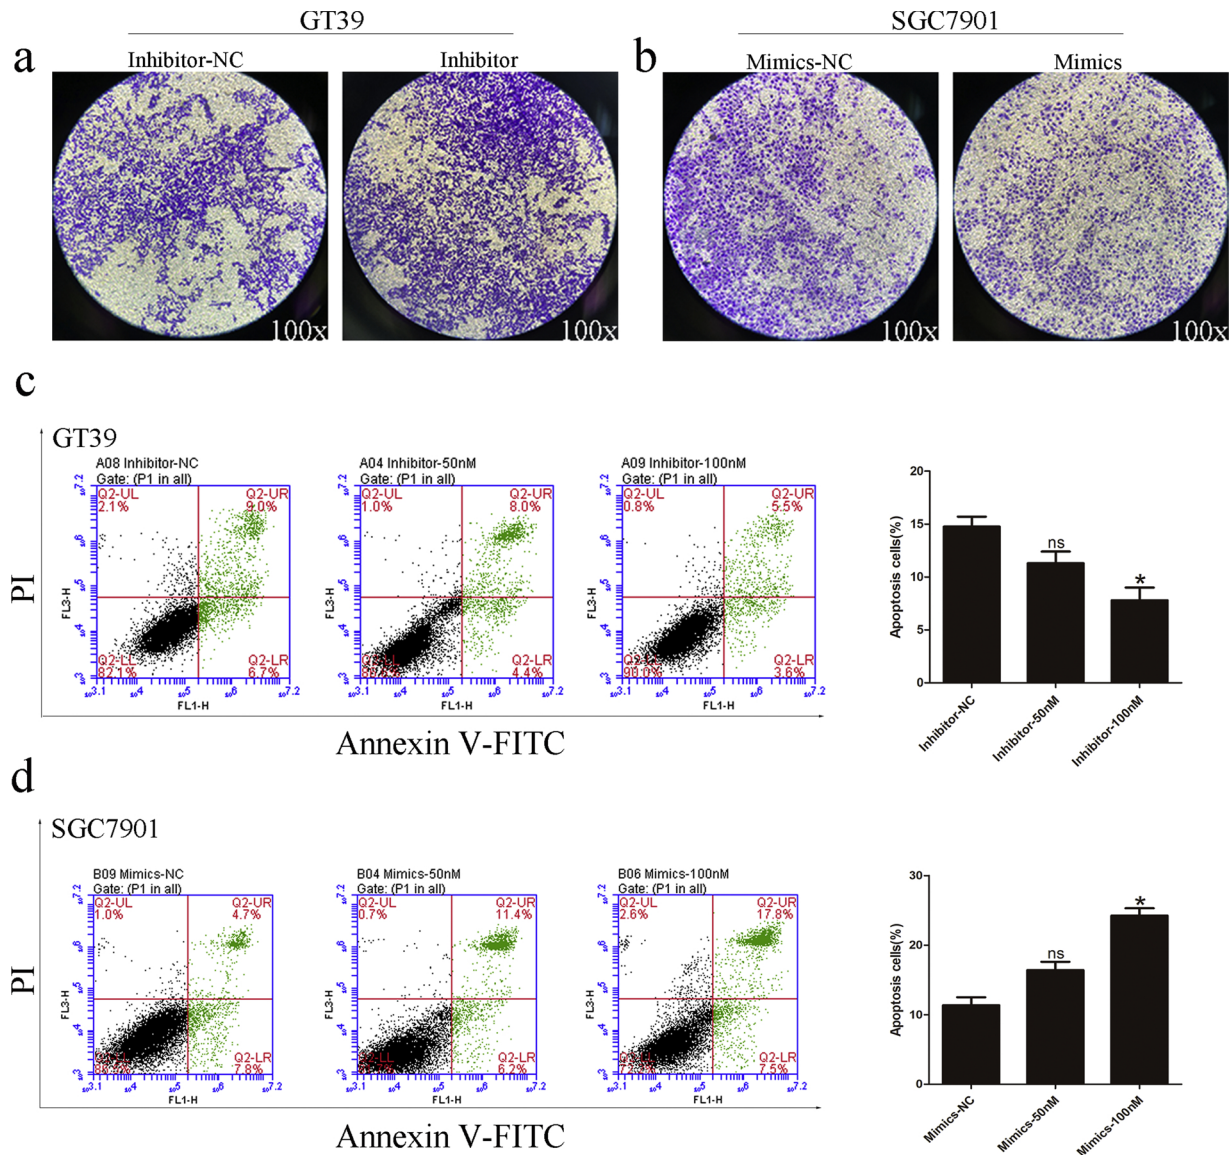 GT39
SGC7901
a
Inhibitor-NC
Inhibitor
b
Mimics-NC
Mimics
100x
100x
100x
100x
c
GT39
PI
A08 Inhibitor-NC
Gate: (P1 in all)
Q2-UL
2.1%
Q2-UR
9.0%
Q2-LL
82.1%
Q2-LR
6.7%
FL3-H
FL1-H
A04 Inhibitor-50nM
Gate: (P1 in all)
Q2-UL
1.0%
Q2-UR
8.0%
Q2-LR
4.4%
FL3-H
FL1-H
A09 Inhibitor-100nM
Gate: (P1 in all)
Q2-UL
0.8%
Q2-UR
5.5%
90.0%
Q2-LR
3.6%
FL3-H
FL1-H
Annexin V-FITC
Apoptosis cells(%)
20
15
10
5
0
ns
*
Inhibitor-NC
Inhibitor-50nM
Inhibitor-100nM
d
SGC7901
PI
B09 Mimics-NC
Gate: (P1 in all)
Q2-UL
1.0%
Q2-UR
4.7%
Q2-LR
7.8%
FL3-H
FL1-H
B04 Mimics-50nM
Gate: (P1 in all)
Q2-UL
0.7%
Q2-UR
11.4%
Q2-LR
6.2%
FL3-H
FL1-H
B06 Mimics-100nM
Gate: (P1 in all)
Q2-UL
2.6%
Q2-UR
17.8%
Q2-LR
7.5%
FL3-H
FL1-H
Annexin V-FITC
Apoptosis cells(%)
30
20
10
0
ns
*
Mimics-NC
Mimics-50nM
Mimics-100nM